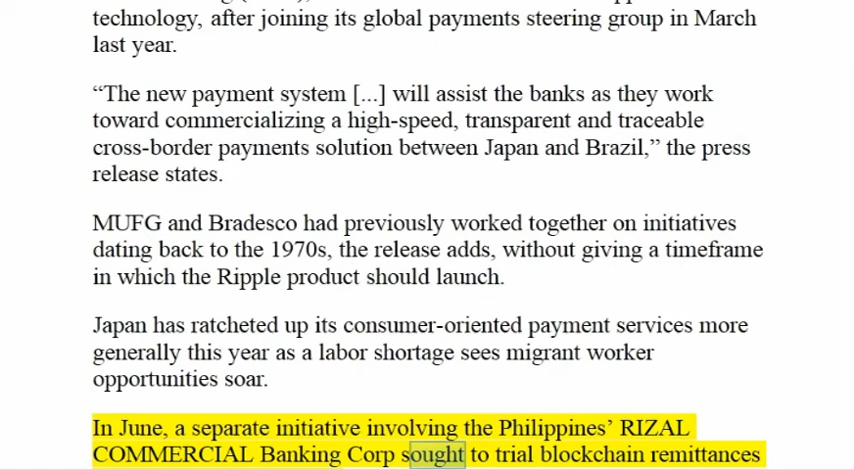 technology, after joining its global payments steering group in March
last year.
“The new payment system [...] will assist the banks as they work
toward commercializing a high-speed, transparent and traceable
cross-border payments solution between Japan and Brazil,” the press
release states.
MUFG and Bradesco had previously worked together on initiatives
dating back to the 1970s, the release adds, without giving a timeframe
in which the Ripple product should launch.
Japan has ratcheted up its consumer-oriented payment services more
generally this year as a labor shortage sees migrant worker
opportunities soar.
In June, a separate initiative involving the Philippines’ RIZAL
COMMERCIAL Banking Corp sought to trial blockchain remittances